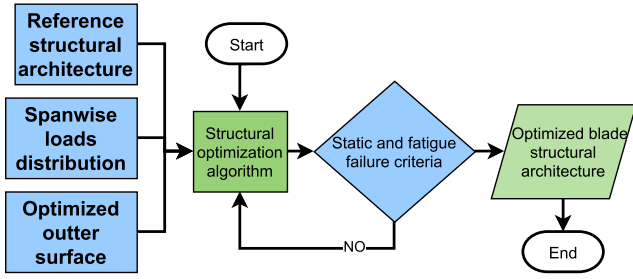 Reference
structural
architecture
Spanwise
loads
distribution
Optimized
outter
surface
Start
Structural
optimization
algorithm
Static and fatigue
failure criteria
NO
Optimized blade
structural
architecture
End